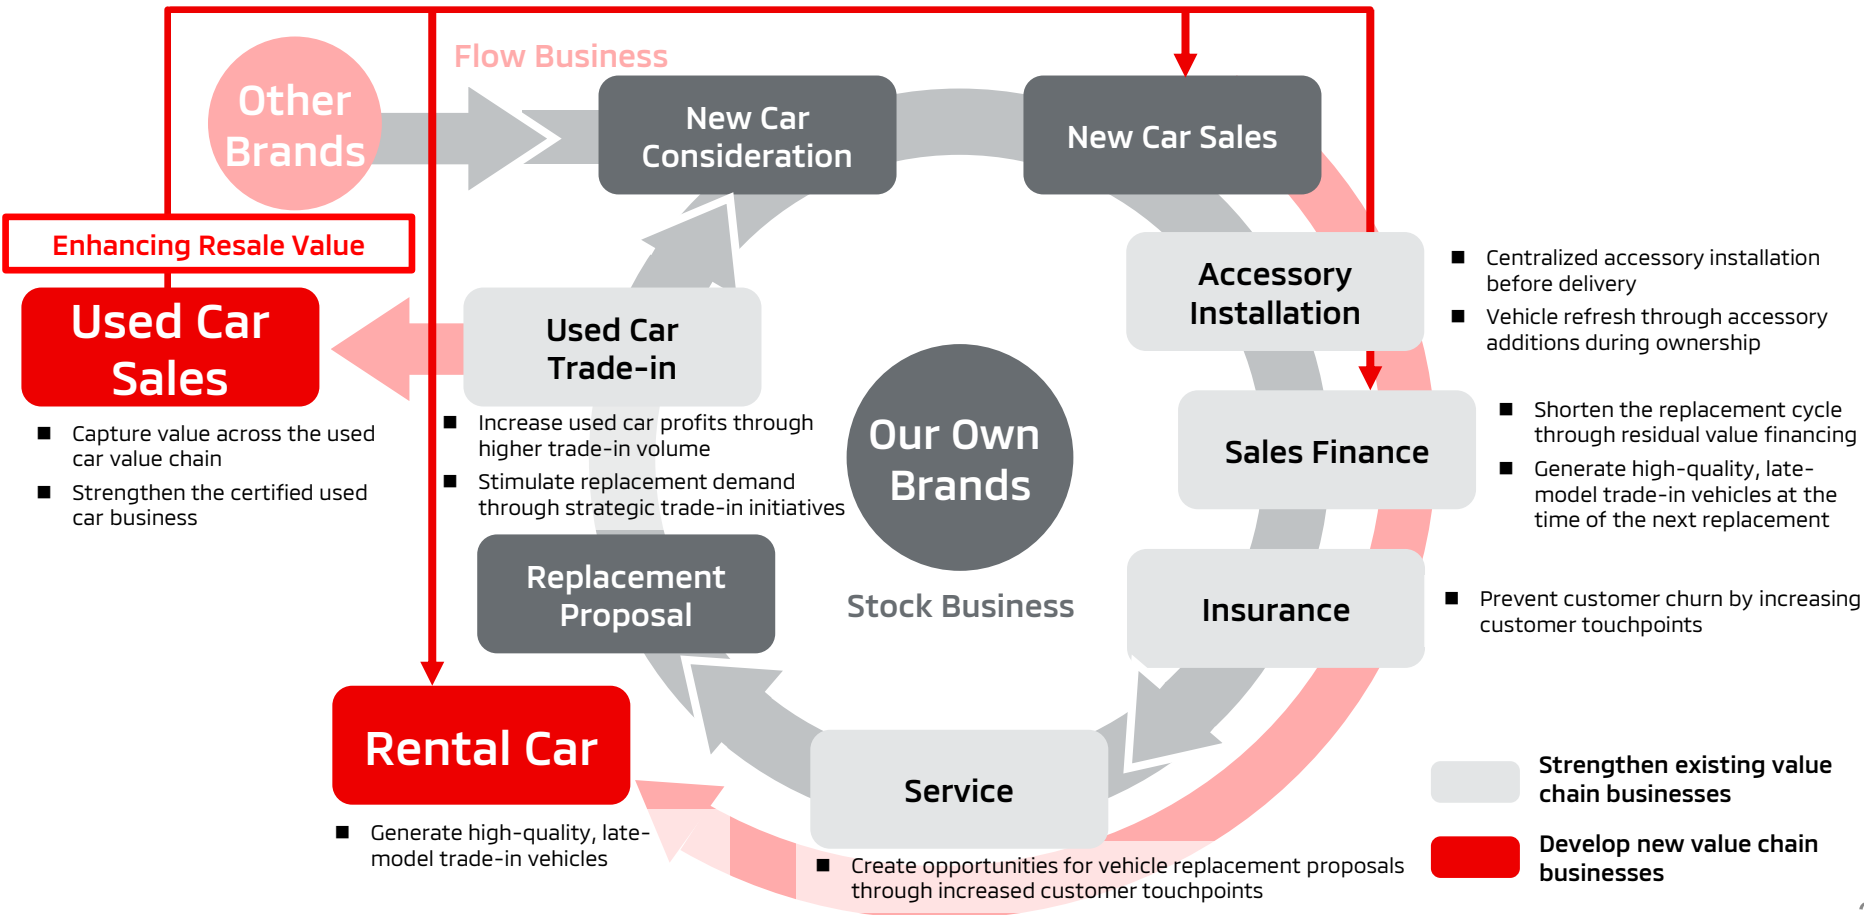 Flow Business
Other
Brands
New Car
Consideration
New Car Sales
Enhancing Resale Value
Used Car
Sales
■ Capture value across the used
car value chain
■ Strengthen the certified used
car business
Used Car
Trade-in
■ Increase used car profits through
higher trade-in volume
■ Stimulate replacement demand
through strategic trade-in initiatives
Accessory
Installation
■ Centralized accessory installation
before delivery
■ Vehicle refresh through accessory
additions during ownership
Our Own
Brands
Stock Business
Sales Finance
■ Shorten the replacement cycle
through residual value financing
■ Generate high-quality, late-
model trade-in vehicles at the
time of the next replacement
Replacement
Proposal
Insurance
■ Prevent customer churn by increasing
customer touchpoints
Rental Car
■ Generate high-quality, late-
model trade-in vehicles
Service
■ Create opportunities for vehicle replacement proposals
through increased customer touchpoints
Strengthen existing value
chain businesses
Develop new value chain
businesses